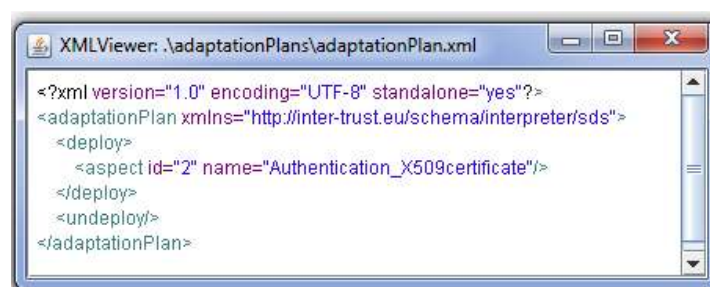 XMLViewer: .\adaptationPlans\adaptationPlan.xml
<?xml version="1.0" encoding="UTF-8" standalone="yes"?>
<adaptationPlan xmlns="http://inter-trust.eu/schema/interpreter/sds">
<deploy>
<aspect id="2" name="Authentication_X509certificate"/>
</deploy>
<undeploy/>
</adaptationPlan>